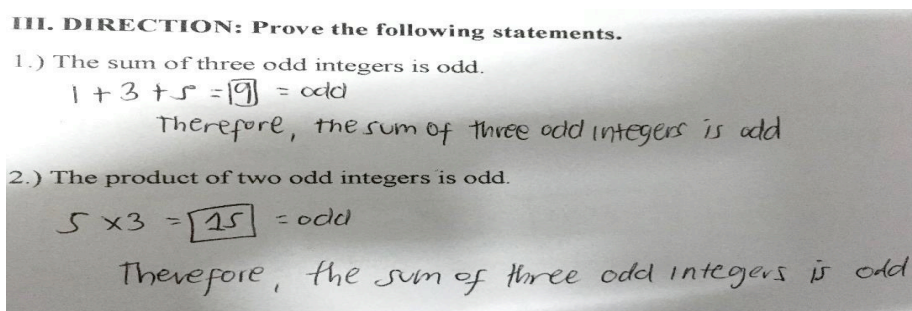 III. DIRECTION: Prove the following statements.
1.) The sum of three odd integers is odd.
1 + 3 + 5 = 9 = odd
Therefore, the sum of three odd integers is odd
2.) The product of two odd integers is odd.
5 x 3 = 15 = odd
Therefore, the sum of three odd integers is odd